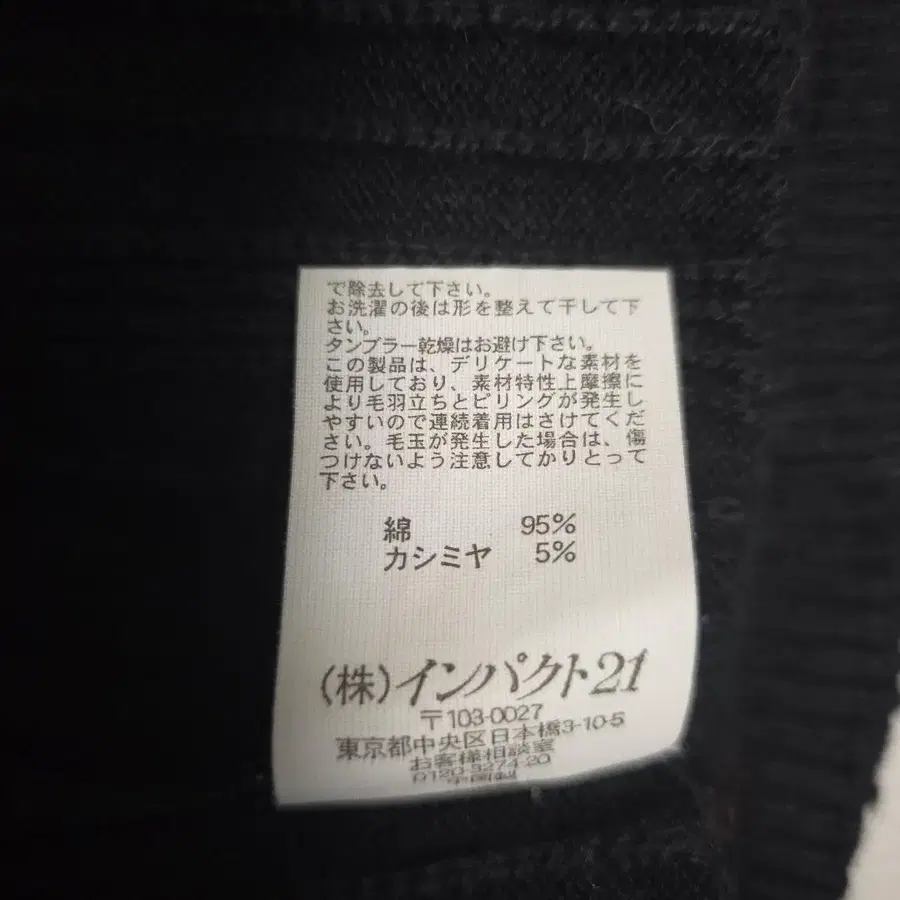 で除去して下さい。
お洗濯の後は形を整えて干して下
さい。
タンブラー乾燥はお避け下さい。
この製品は、デリケートな素材を
使用しており、素材特性上摩擦に
より毛羽立ちとピリングが発生し
やすいので連続着用はさけてくだ
さい。毛玉が発生した場合は、傷
つけないよう注意してかりとって
下さい。
綿 95%
カシミヤ 5%
(株)インパクト21
〒103-0027
東京都中央区日本橋3-10-5
お客様相談室
0120-3274-20
中国製